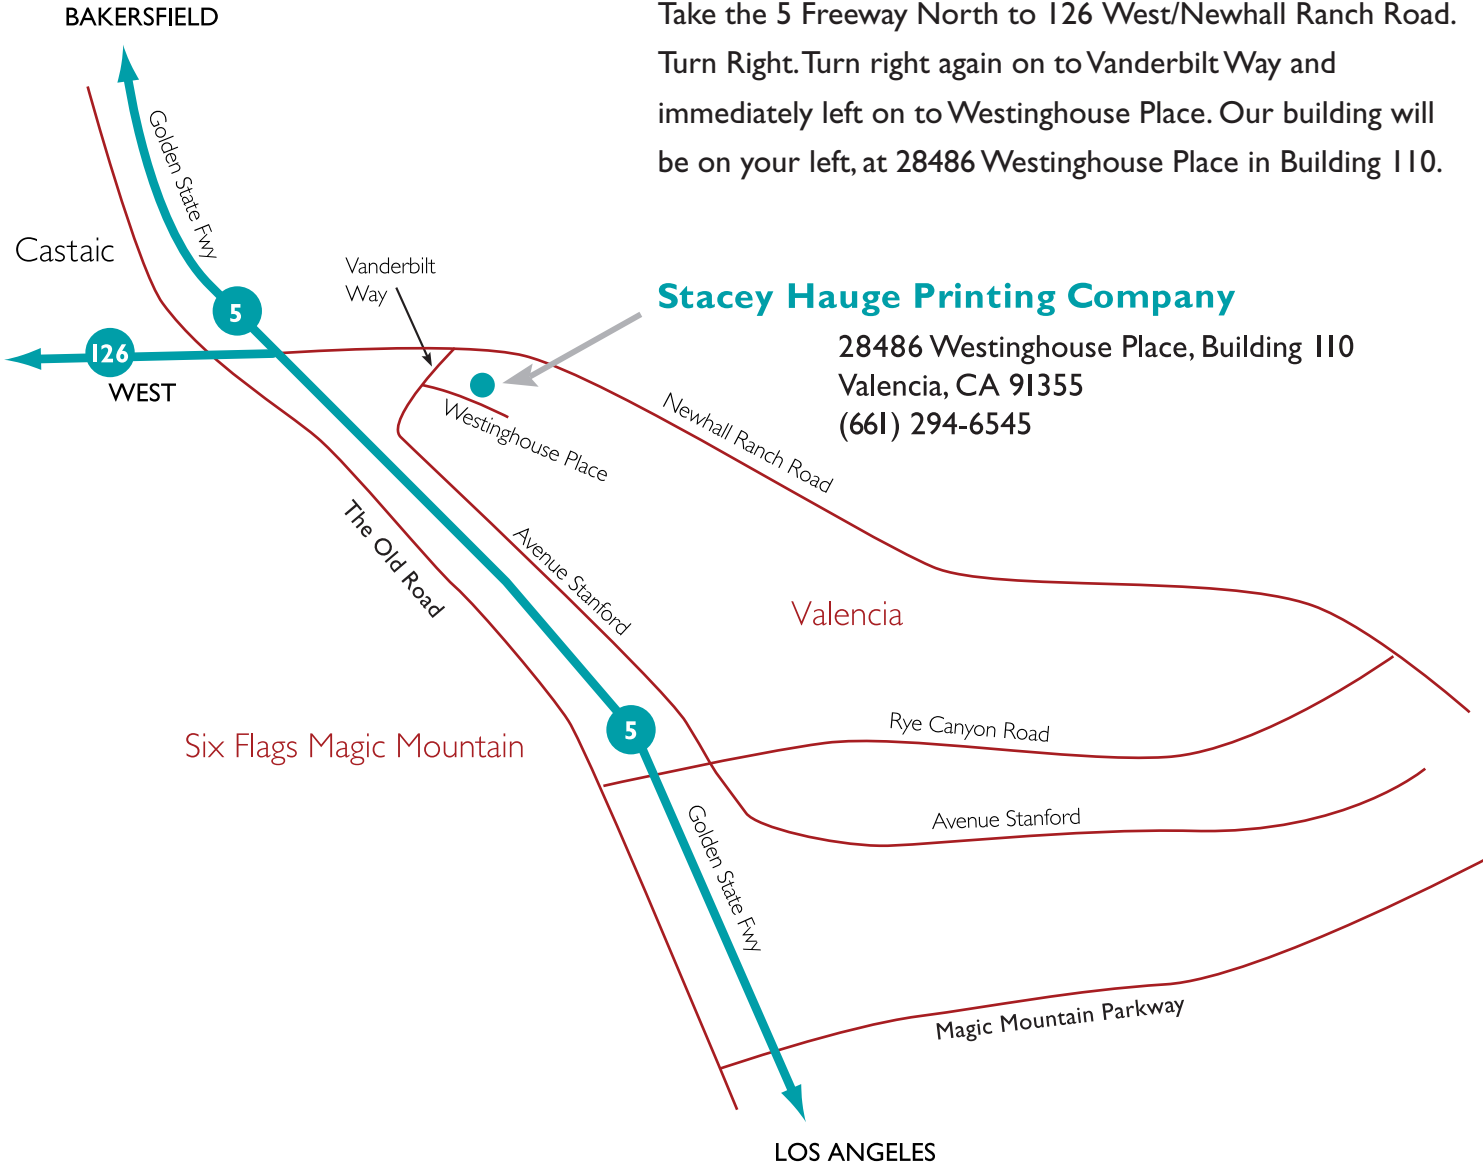 BAKERSFIELD
Take the 5 Freeway North to 126 West/Newhall Ranch Road.
Turn Right. Turn right again on to Vanderbilt Way and
immediately left on to Westinghouse Place. Our building will
be on your left, at 28486 Westinghouse Place in Building 110.
Golden State Fwy
Castaic
Vanderbilt
Way
5
Stacey Hauge Printing Company
28486 Westinghouse Place, Building 110
Valencia, CA 91355
(661) 294-6545
126
WEST
Westinghouse Place
Newhall Ranch Road
The Old Road
Avenue Stanford
Valencia
Six Flags Magic Mountain
5
Rye Canyon Road
Avenue Stanford
Golden State Fwy
Magic Mountain Parkway
LOS ANGELES